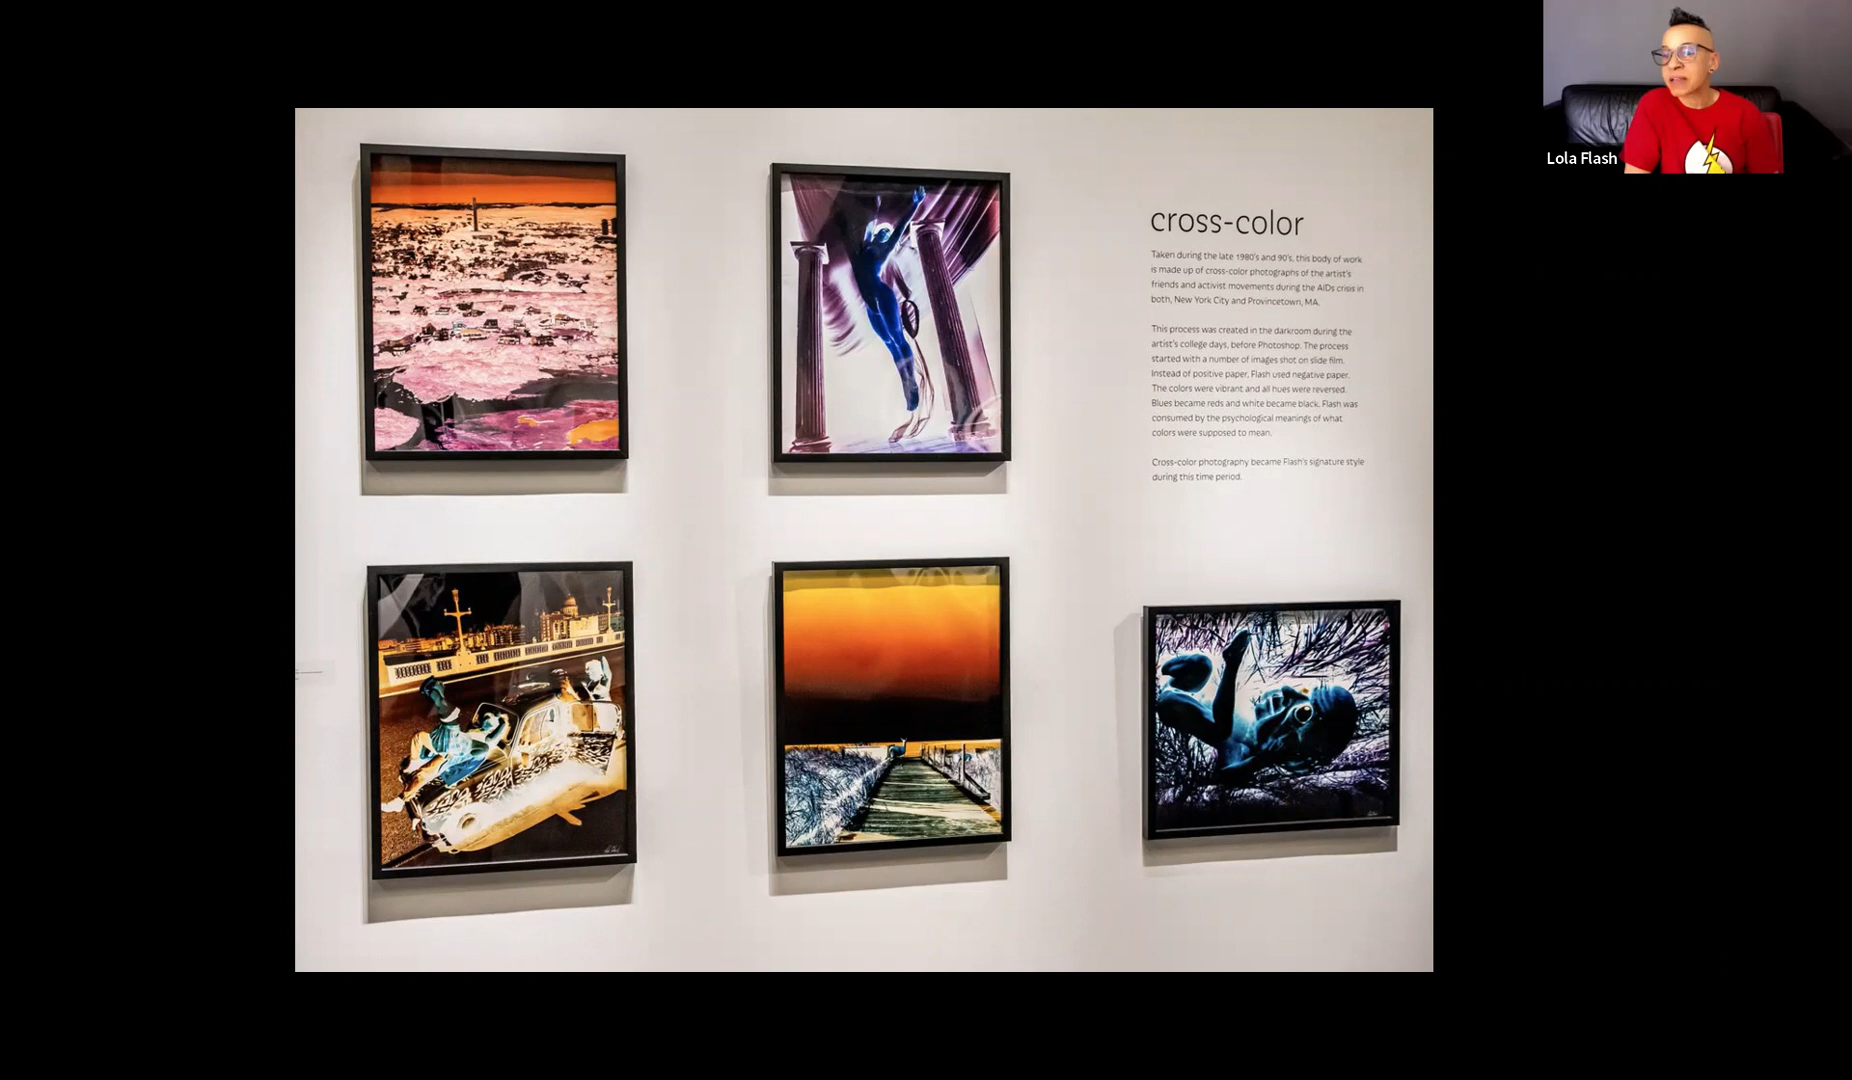 Lola Flash
cross-color
Taken during the late 1980's and 90's, this body of work
is made up of cross-color photographs of the artist's
friends and activist movements during the AIDs crisis in
both, New York City and Provincetown, MA.
This process was created in the darkroom during the
artist's college days, before Photoshop. The process
started with a number of images shot on slide film.
Instead of positive paper, Flash used negative paper.
The colors were vibrant and all hues were reversed.
Blues became reds and white became black. Flash was
consumed by the psychological meanings of what
colors were supposed to mean.
Cross-color photography became Flash's signature style
during this time period.